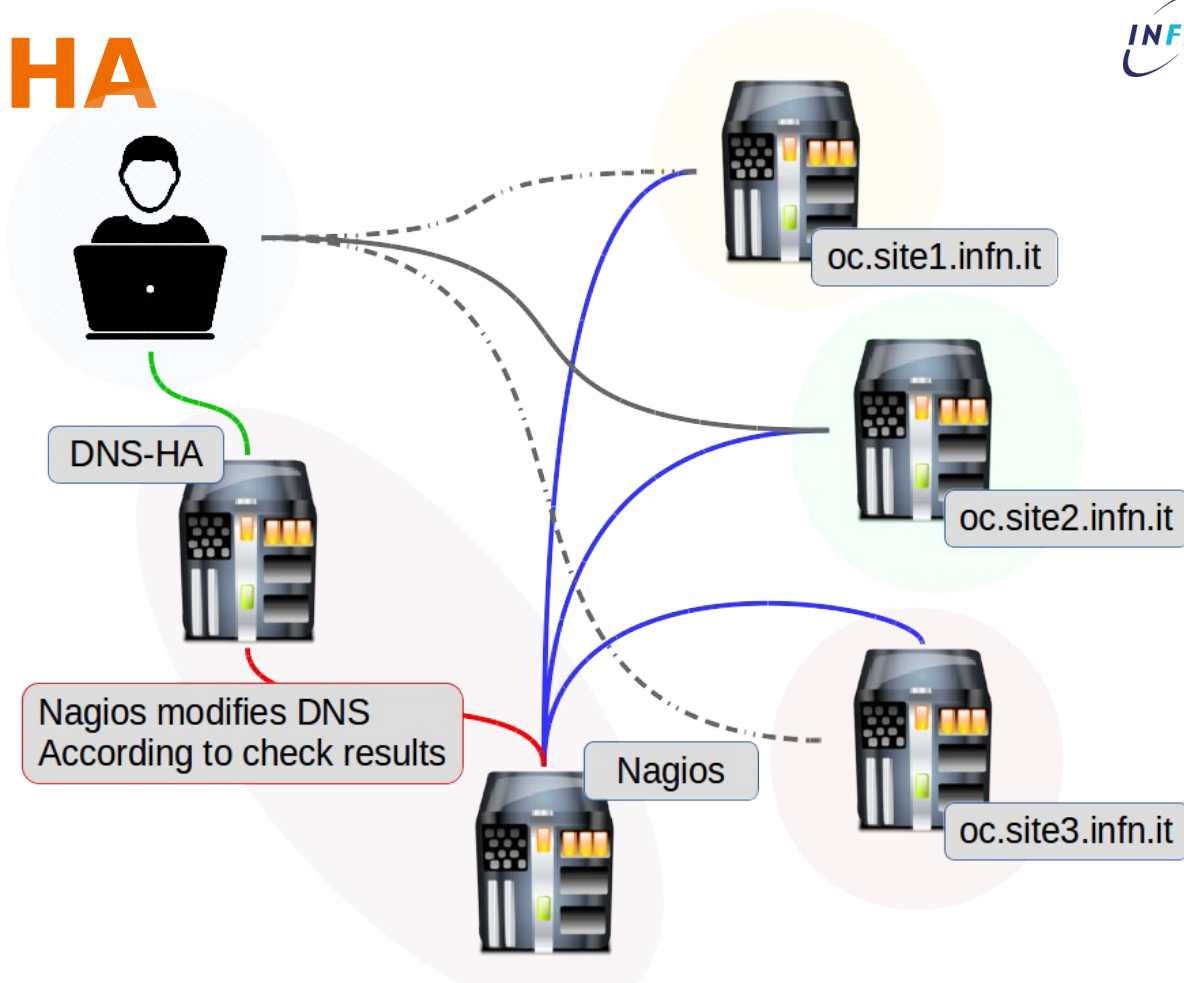 HA
INF
oc.site1.infn.it
DNS-HA
oc.site2.infn.it
Nagios modifies DNS
According to check results
Nagios
oc.site3.infn.it